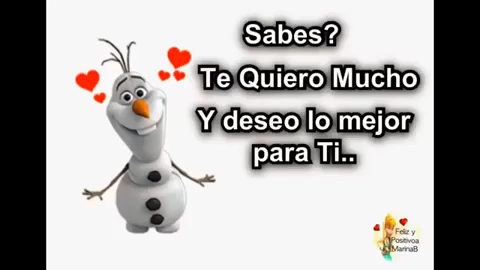 Sabes?
Te Quiero Mucho
Y deseo lo mejor
para Ti..
Feliz y
Positivoa
MarinaB